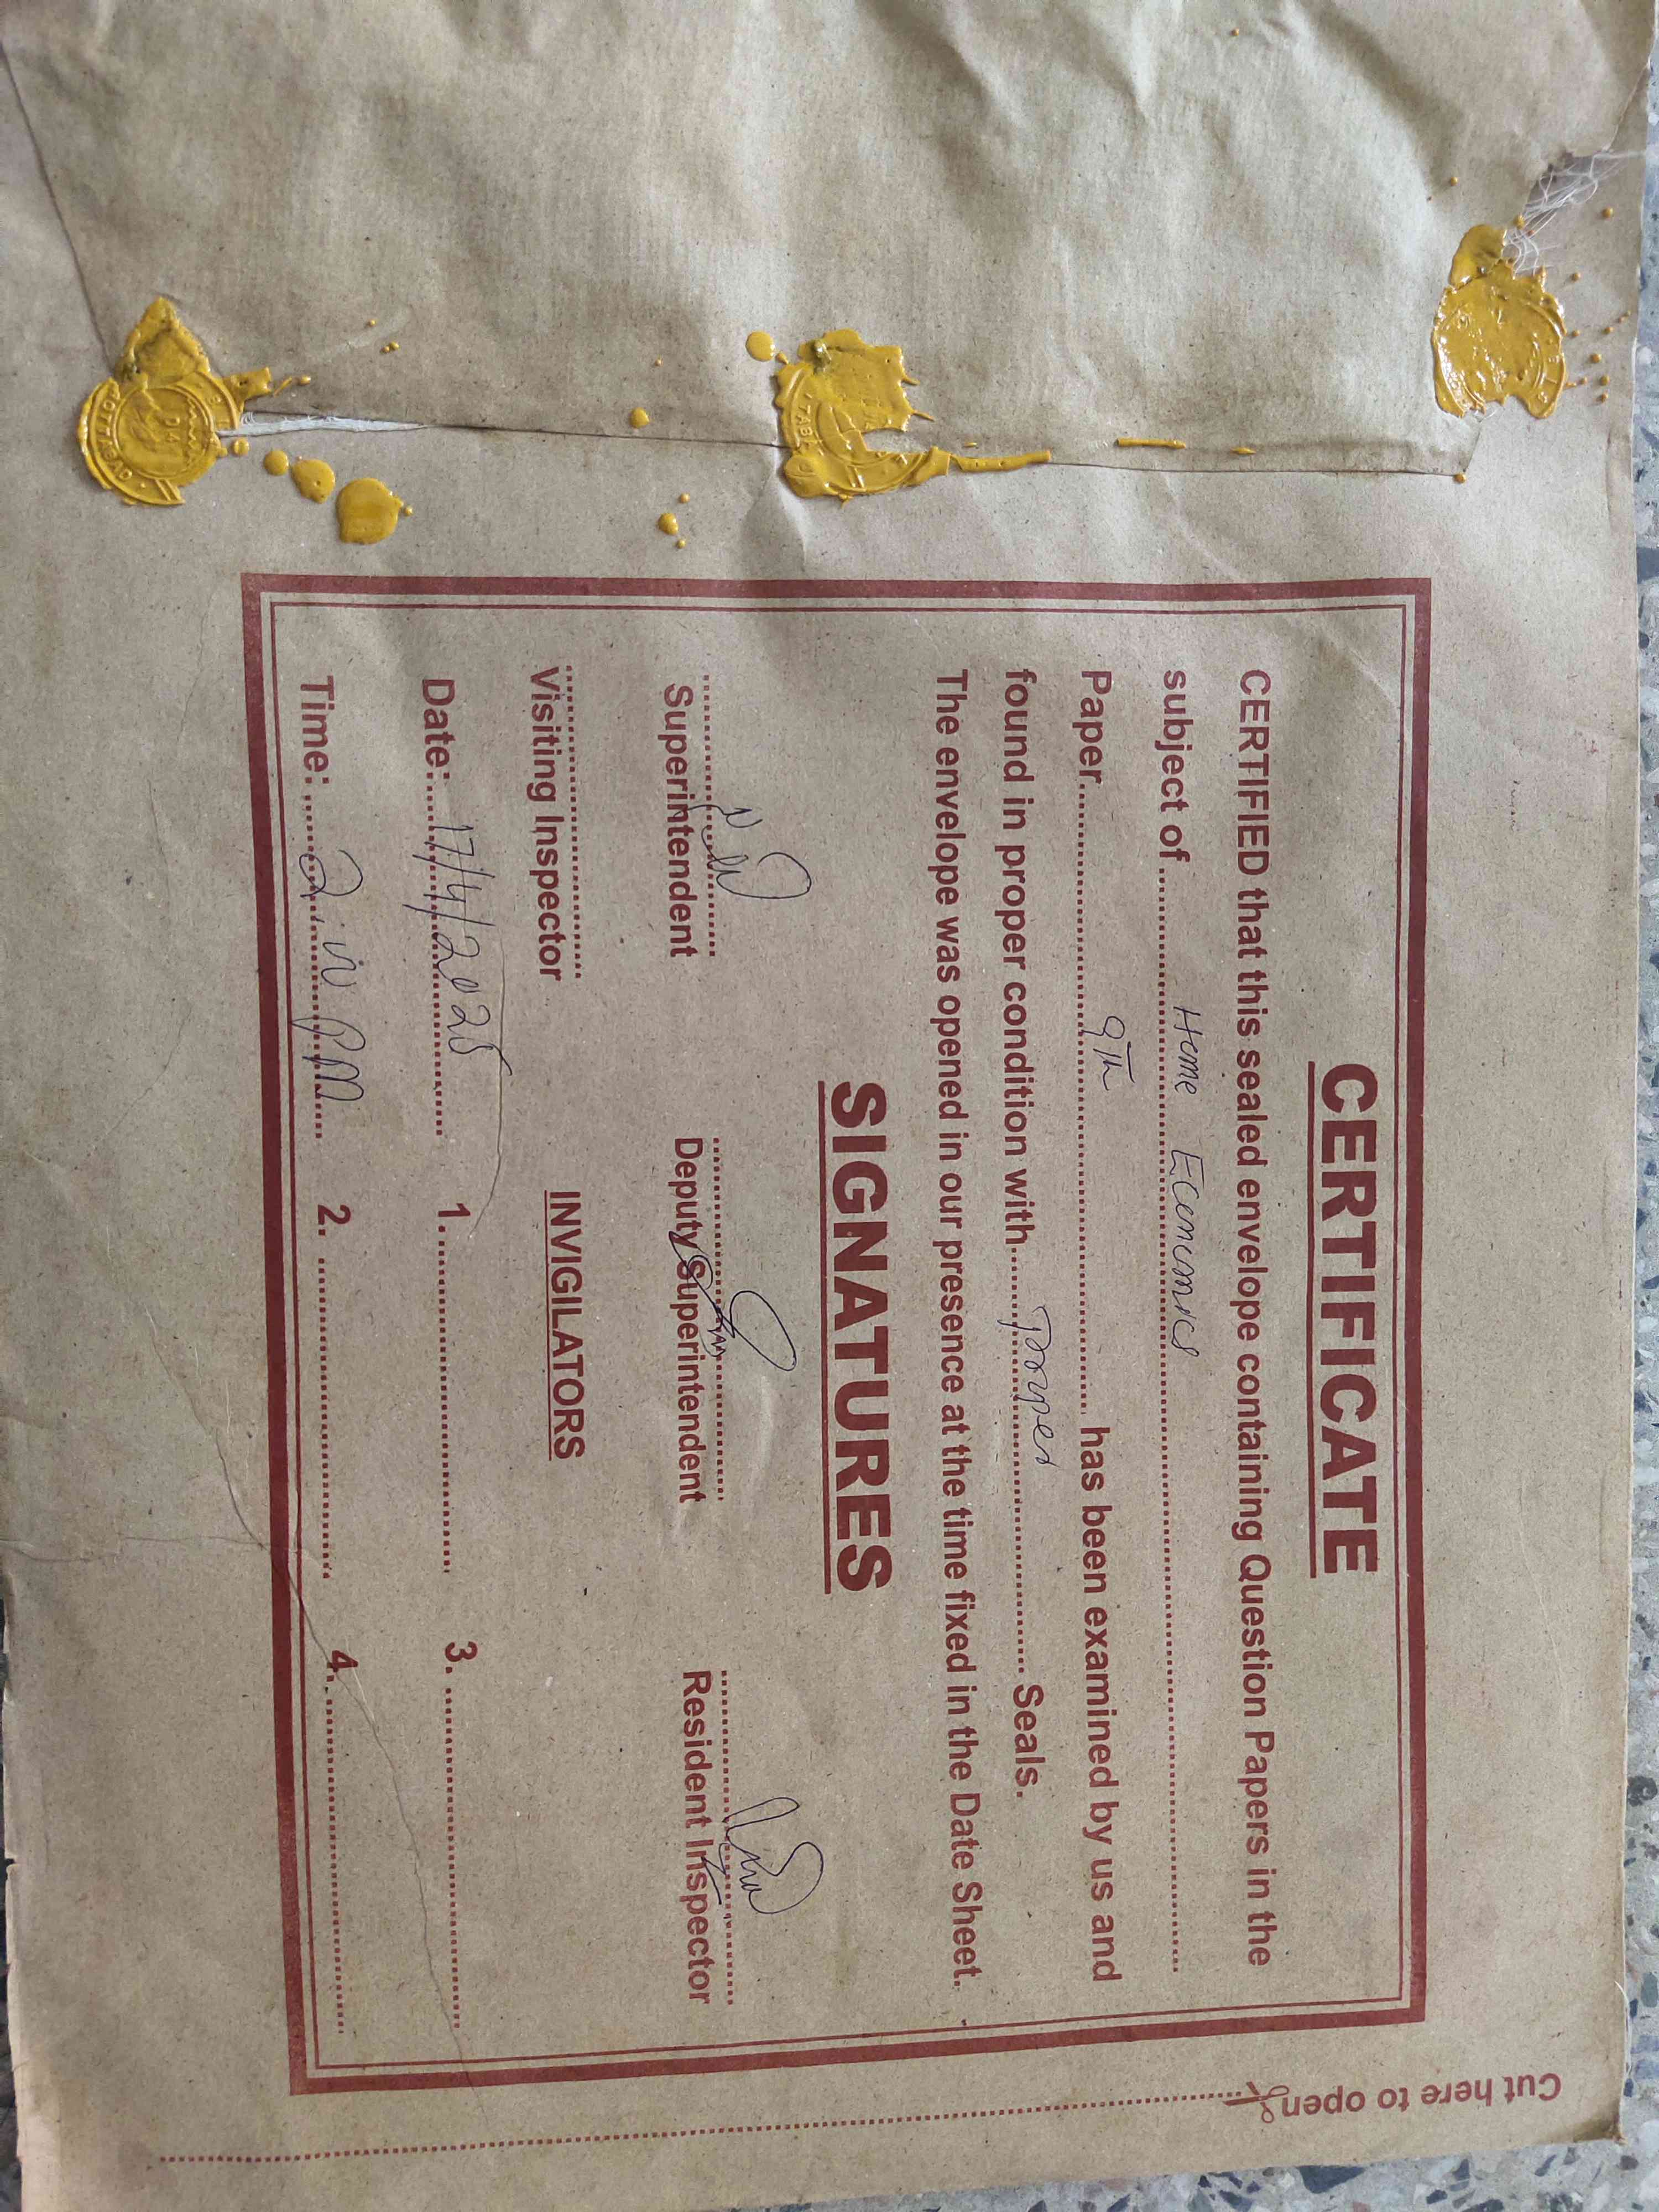 CERTIFICATE
CERTIFIED that this sealed envelope containing Question Papers in the
subject of Home Economics
Paper 9Th has been examined by us and
found in proper condition with Proper Seals.
The envelope was opened in our presence at the time fixed in the Date Sheet.
SIGNATURES
Superintendent Deputy Superintendent Resident Inspector
Visiting Inspector INVIGILATORS
Date: 17/4/2025 1. 3.
Time: PM 2. 4.
Cut here to open